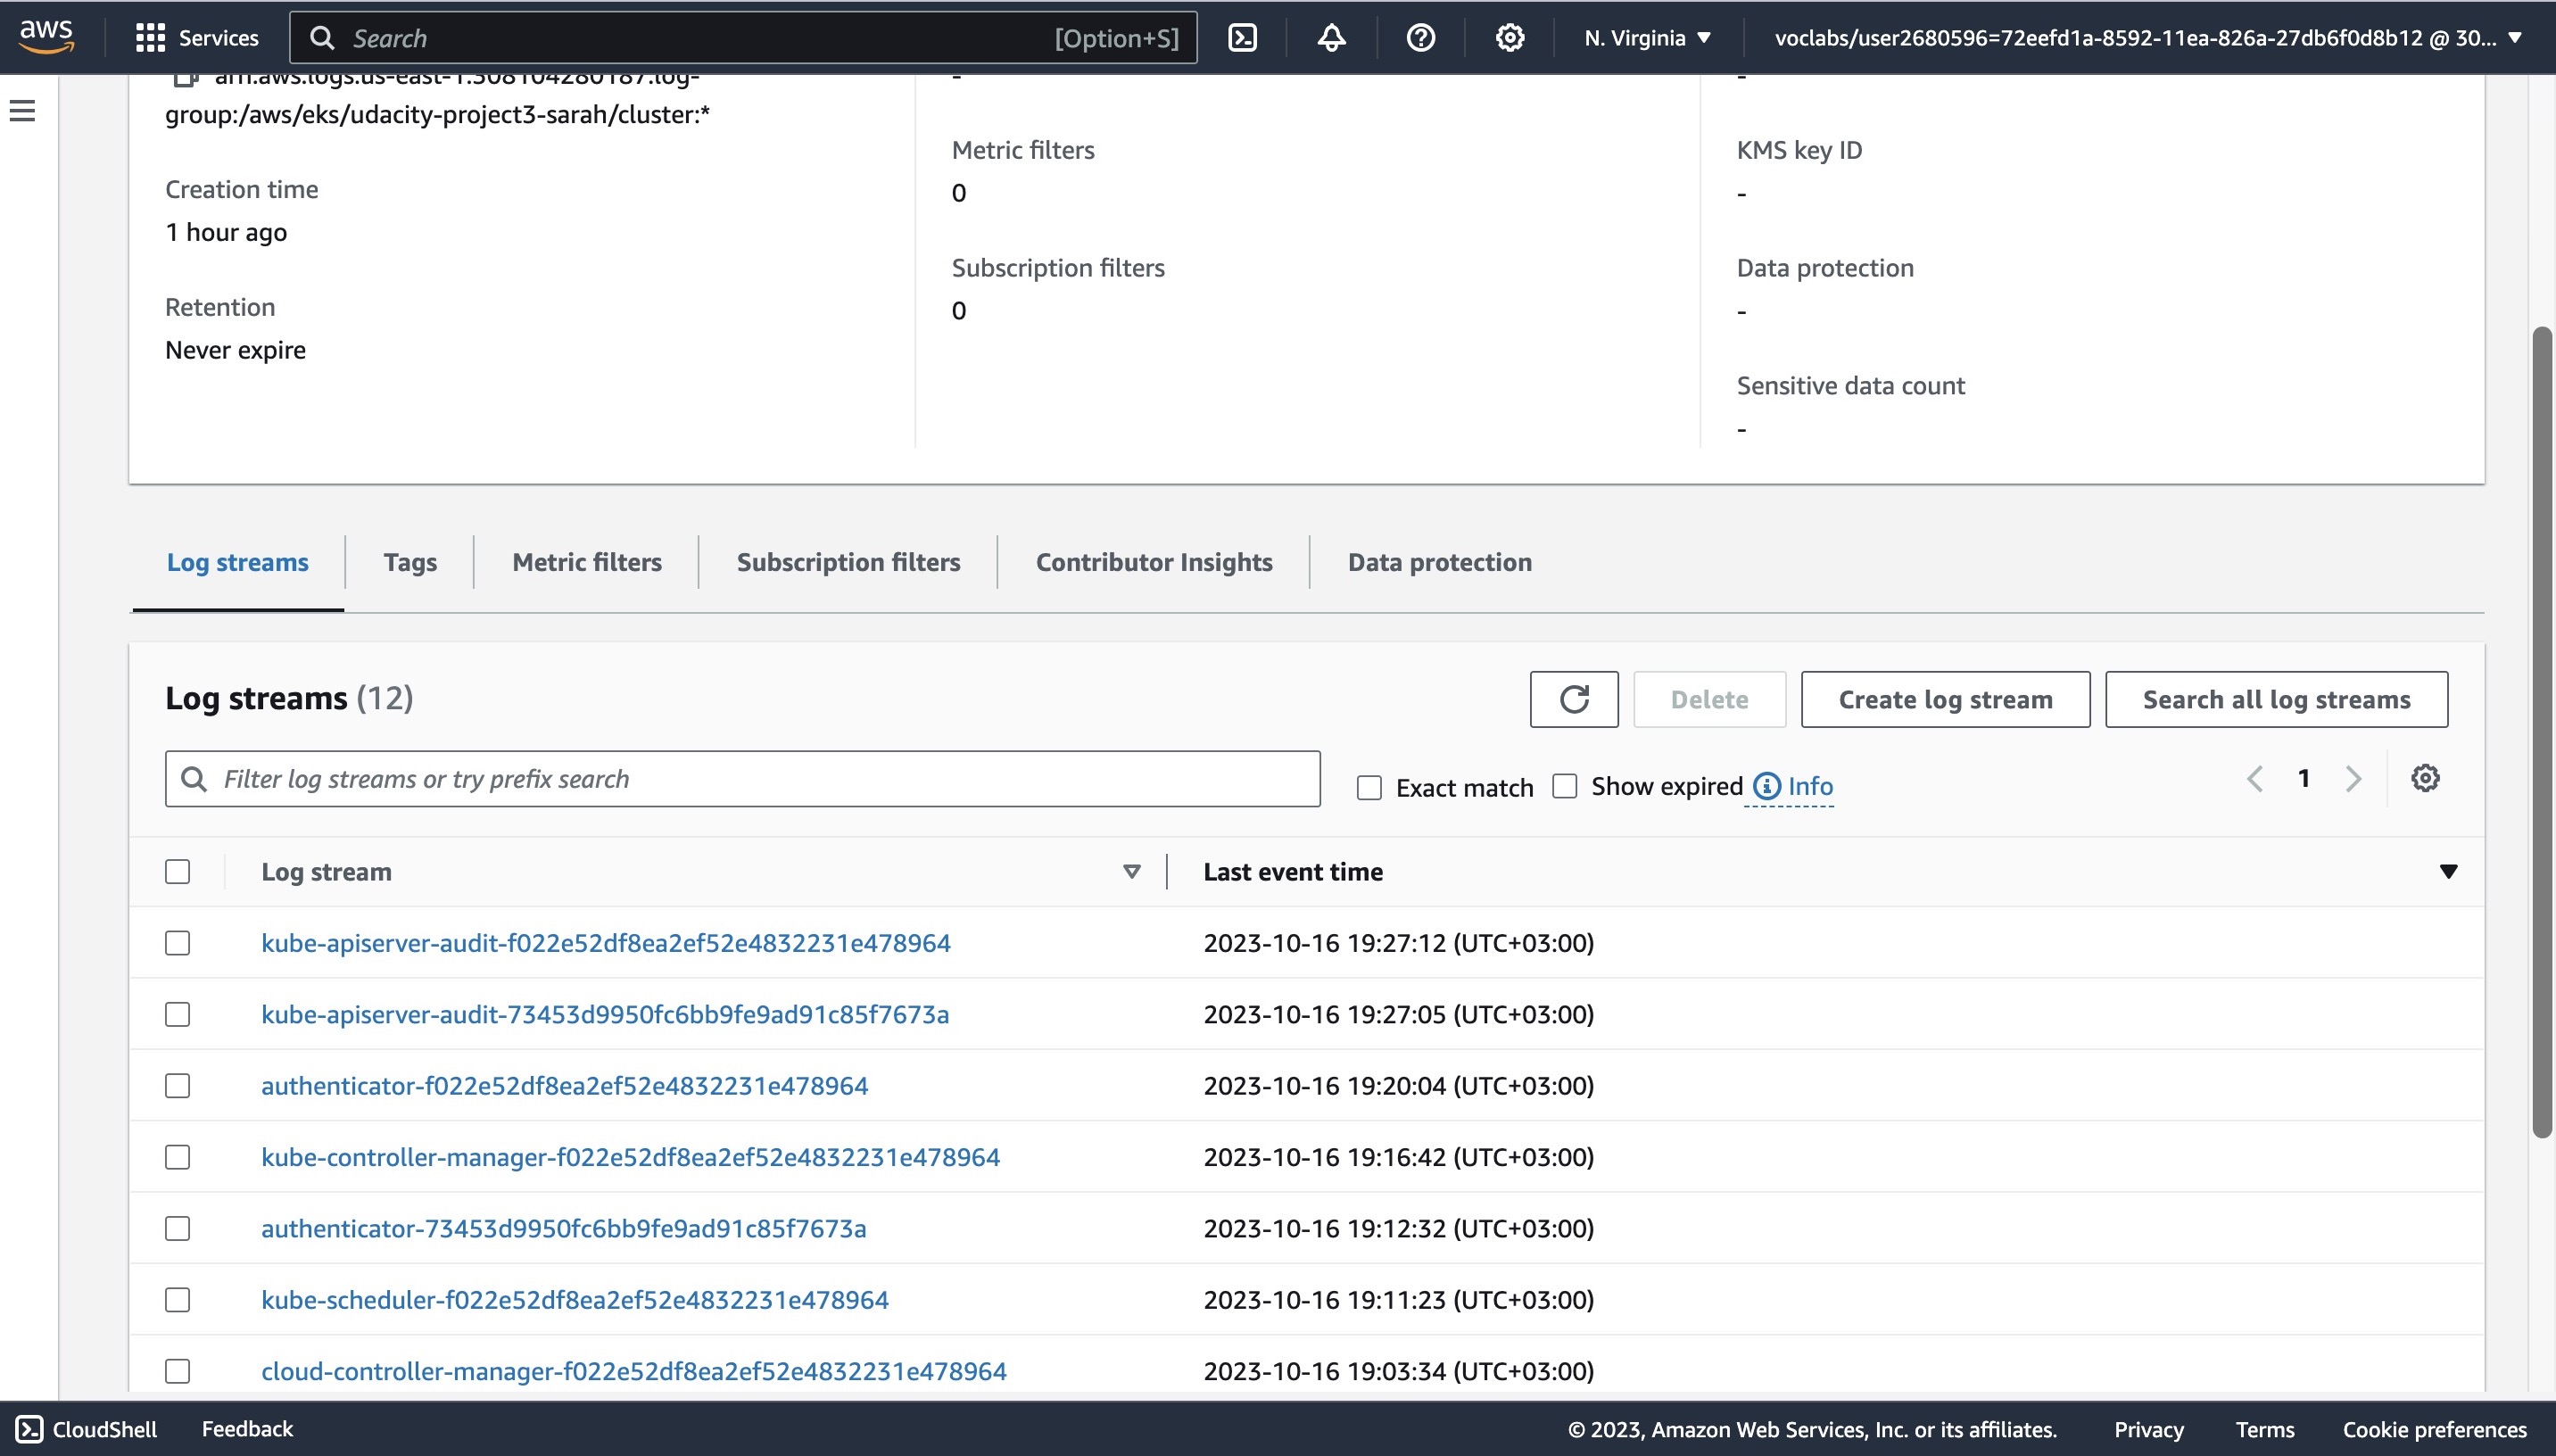 aws
Services
Search
[Option+S]
N. Virginia
voclabs/user2680596=72eefd1a-8592-11ea-826a-27db6f0d8b12 @ 30...
arn:aws:logs:us-east-1:308104280187:log-
group:/aws/eks/udacity-project3-sarah/cluster:*
Creation time
1 hour ago
Retention
Never expire
-
Metric filters
0
Subscription filters
0
-
KMS key ID
-
Data protection
-
Sensitive data count
-
Log streams
Tags
Metric filters
Subscription filters
Contributor Insights
Data protection
Log streams (12)
Delete
Create log stream
Search all log streams
Filter log streams or try prefix search
Exact match
Show expired
Info
1
Log stream
Last event time
kube-apiserver-audit-f022e52df8ea2ef52e4832231e478964
2023-10-16 19:27:12 (UTC+03:00)
kube-apiserver-audit-73453d9950fc6bb9fe9ad91c85f7673a
2023-10-16 19:27:05 (UTC+03:00)
authenticator-f022e52df8ea2ef52e4832231e478964
2023-10-16 19:20:04 (UTC+03:00)
kube-controller-manager-f022e52df8ea2ef52e4832231e478964
2023-10-16 19:16:42 (UTC+03:00)
authenticator-73453d9950fc6bb9fe9ad91c85f7673a
2023-10-16 19:12:32 (UTC+03:00)
kube-scheduler-f022e52df8ea2ef52e4832231e478964
2023-10-16 19:11:23 (UTC+03:00)
cloud-controller-manager-f022e52df8ea2ef52e4832231e478964
2023-10-16 19:03:34 (UTC+03:00)
CloudShell
Feedback
© 2023, Amazon Web Services, Inc. or its affiliates.
Privacy
Terms
Cookie preferences